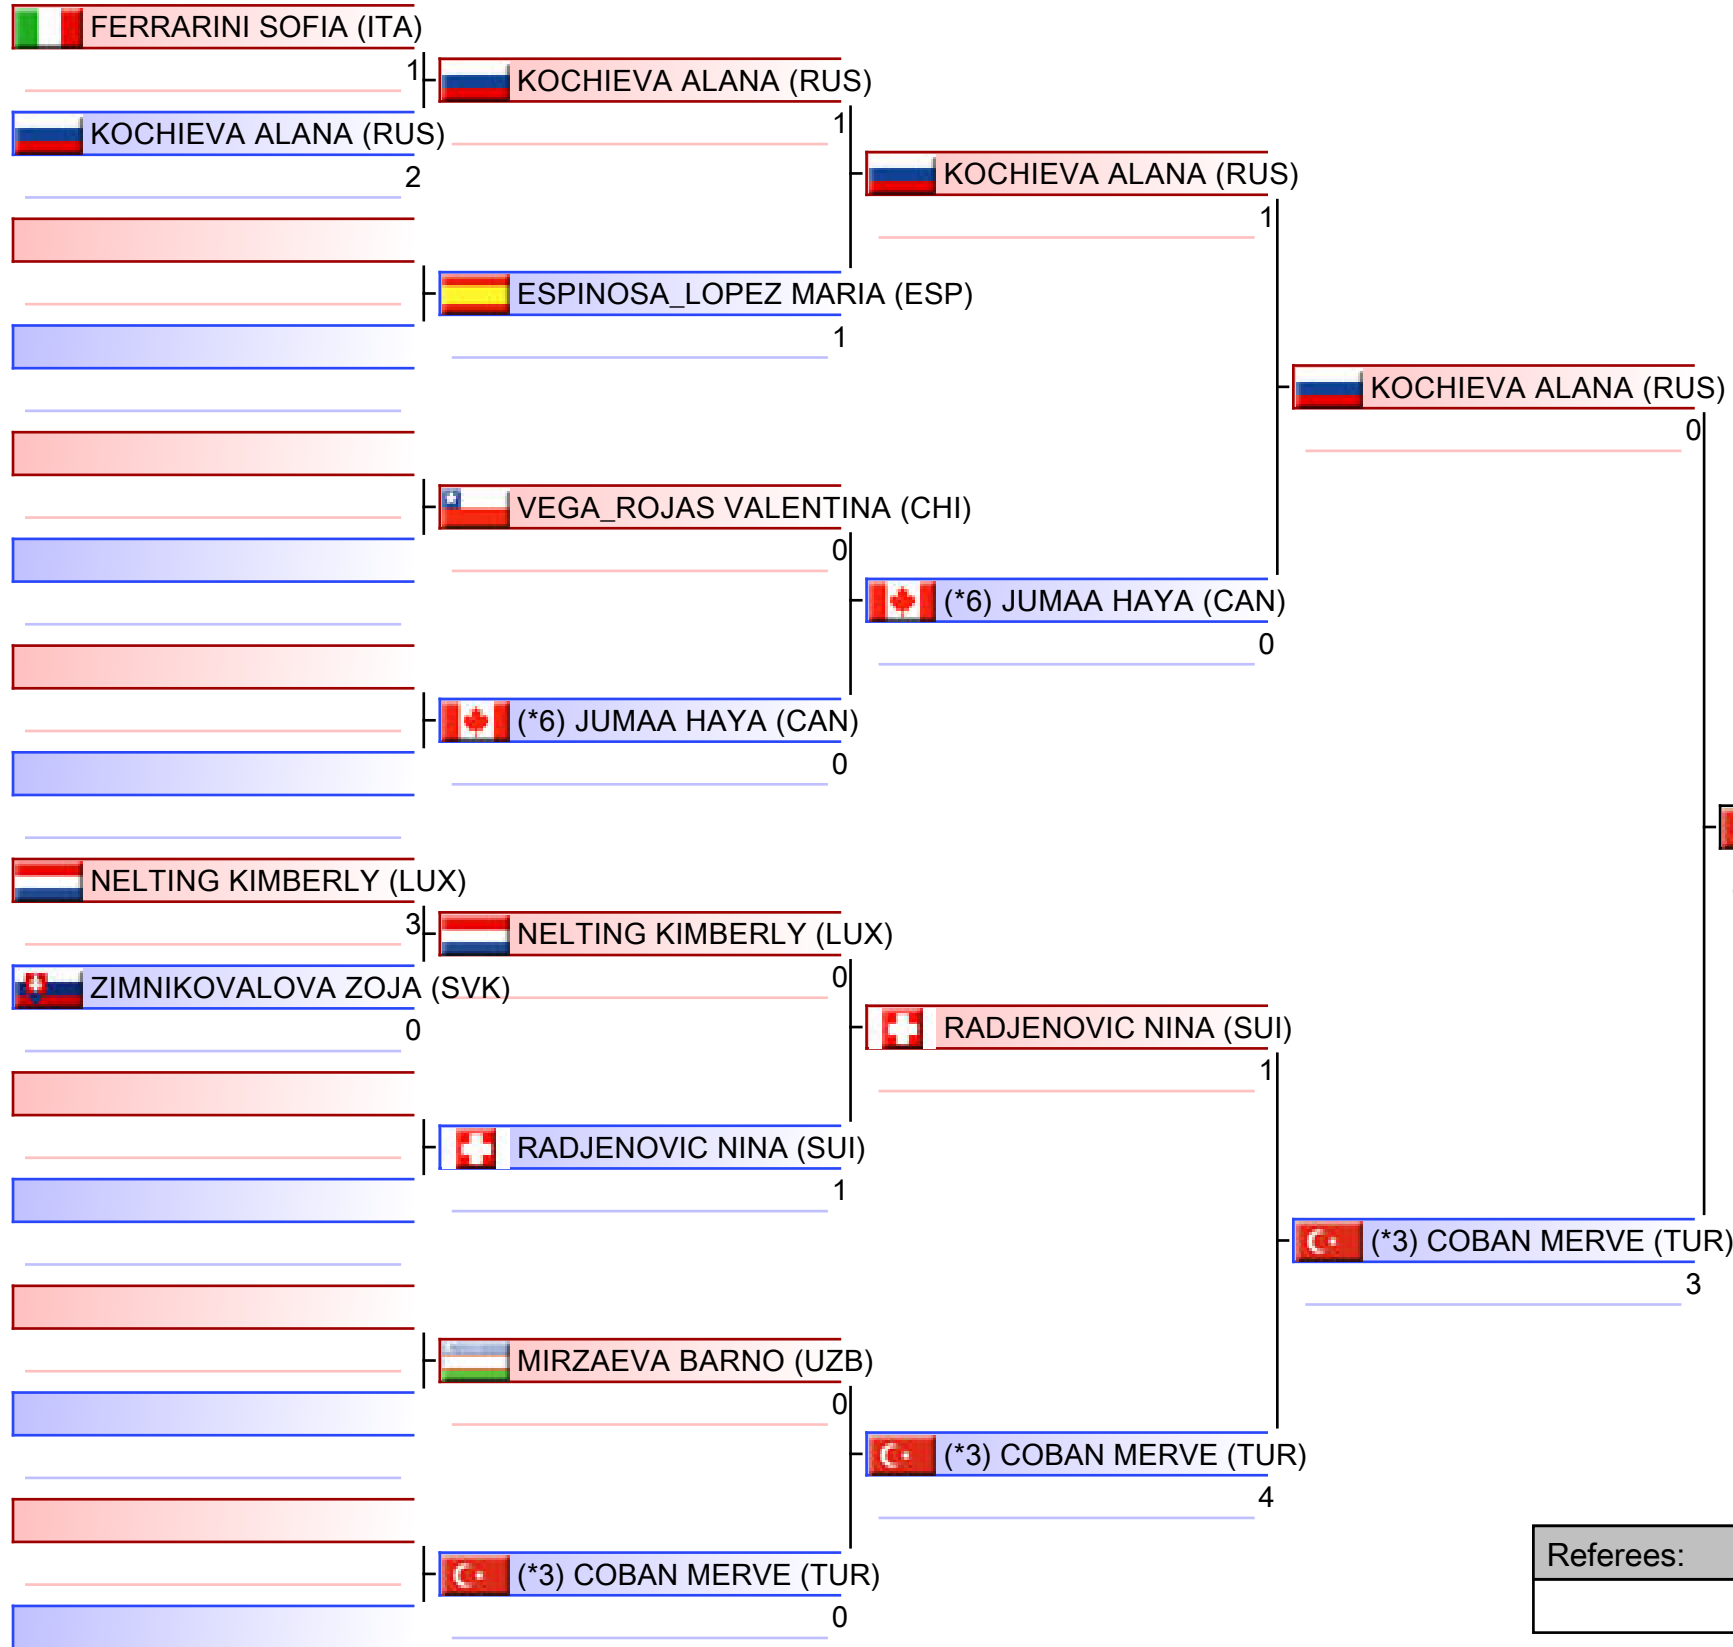 FERRARINI SOFIA (ITA)
1
KOCHIEVA ALANA (RUS)
KOCHIEVA ALANA (RUS)
1
2
KOCHIEVA ALANA (RUS)
1
ESPINOSA_LOPEZ MARIA (ESP)
1
KOCHIEVA ALANA (RUS)
0
VEGA_ROJAS VALENTINA (CHI)
0
(*6) JUMAA HAYA (CAN)
0
(*6) JUMAA HAYA (CAN)
0
NELTING KIMBERLY (LUX)
3
NELTING KIMBERLY (LUX)
0
ZIMNIKOVALOVA ZOJA (SVK)
0
RADJENOVIC NINA (SUI)
1
RADJENOVIC NINA (SUI)
1
(*3) COBAN MERVE (TUR)
3
MIRZAEVA BARNO (UZB)
0
(*3) COBAN MERVE (TUR)
4
Referees:
(*3) COBAN MERVE (TUR)
0